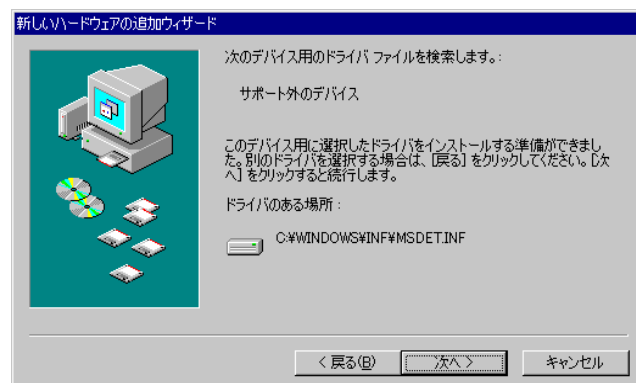 新しいハードウェアの追加ウィザード
次のデバイス用のドライバ ファイルを検索します。:
サポート外のデバイス
このデバイス用に選択したドライバをインストールする準備ができまし
た。別のドライバを選択する場合は、[戻る] をクリックしてください。[次
へ] をクリックすると続行します。
ドライバのある場所 :
C:¥WINDOWS¥INF¥MSDET.INF
< 戻る(B)
次へ >
キャンセル